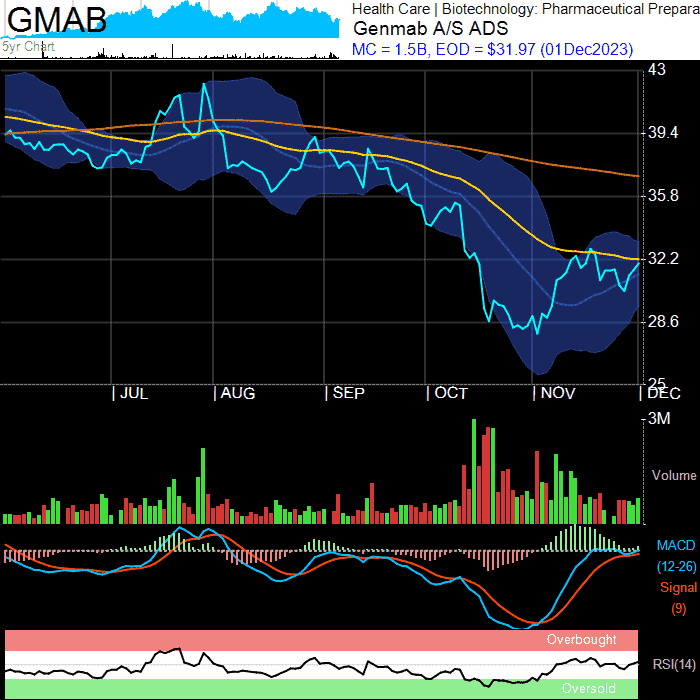 GMAB
Health Care | Biotechnology: Pharmaceutical Prepara
Genmab A/S ADS
5yr Chart
MC = 1.5B, EOD = $31.97 (01Dec2023)
43
39.4
35.8
32.2
28.6
25
| JUL
| AUG
| SEP
| OCT
| NOV
| DEC
3M
Volume
MACD
(12-26)
Signal
(9)
Overbought
RSI(14)
Oversold